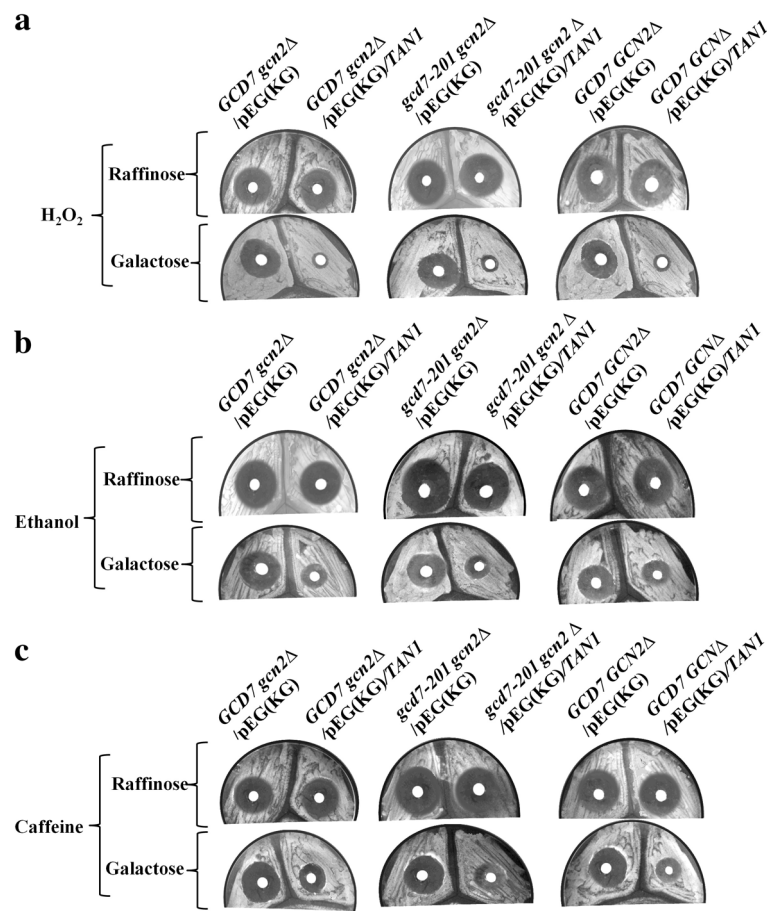 a
GCD7 gcn2Δ
/pEG(KG)
GCD7 gcn2Δ
/pEG(KG)/TAN1
gcd7-201 gcn2Δ
/pEG(KG)
gcd7-201 gcn2 Δ
/pEG(KG)/TAN1
GCD7 GCN2Δ
/pEG(KG)
GCD7 GCNΔ
/pEG(KG)/TAN1
H2O2
Raffinose
Galactose
b
GCD7 gcn2Δ
/pEG(KG)
GCD7 gcn2Δ
/pEG(KG)/TAN1
gcd7-201 gcn2Δ
/pEG(KG)
gcd7-201 gcn2 Δ
/pEG(KG)/TAN1
GCD7 GCN2Δ
/pEG(KG)
GCD7 GCNΔ
/pEG(KG)/TAN1
Ethanol
Raffinose
Galactose
c
GCD7 gcn2Δ
/pEG(KG)
GCD7 gcn2Δ
/pEG(KG)/TAN1
gcd7-201 gcn2Δ
/pEG(KG)
gcd7-201 gcn2 Δ
/pEG(KG)/TAN1
GCD7 GCN2Δ
/pEG(KG)
GCD7 GCNΔ
/pEG(KG)/TAN1
Caffeine
Raffinose
Galactose